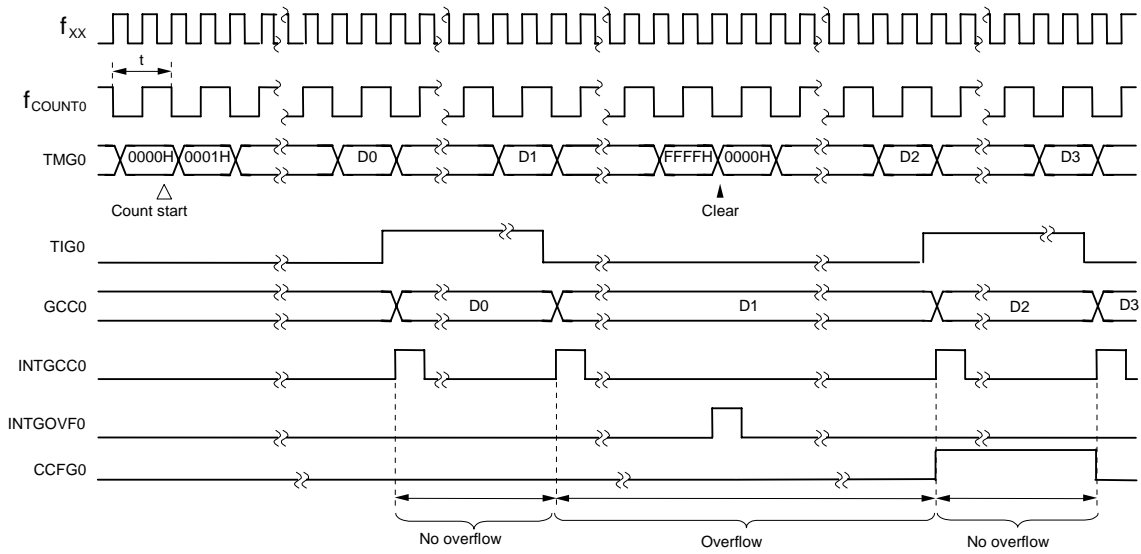 fXX
t
fCOUNT0
TMG0 0000H 0001H D0 D1 FFFFH 0000H D2 D3
Count start Clear
TIG0
GCC0 D0 D1 D2 D3
INTGCC0
INTGOVF0
CCFG0
No overflow Overflow No overflow